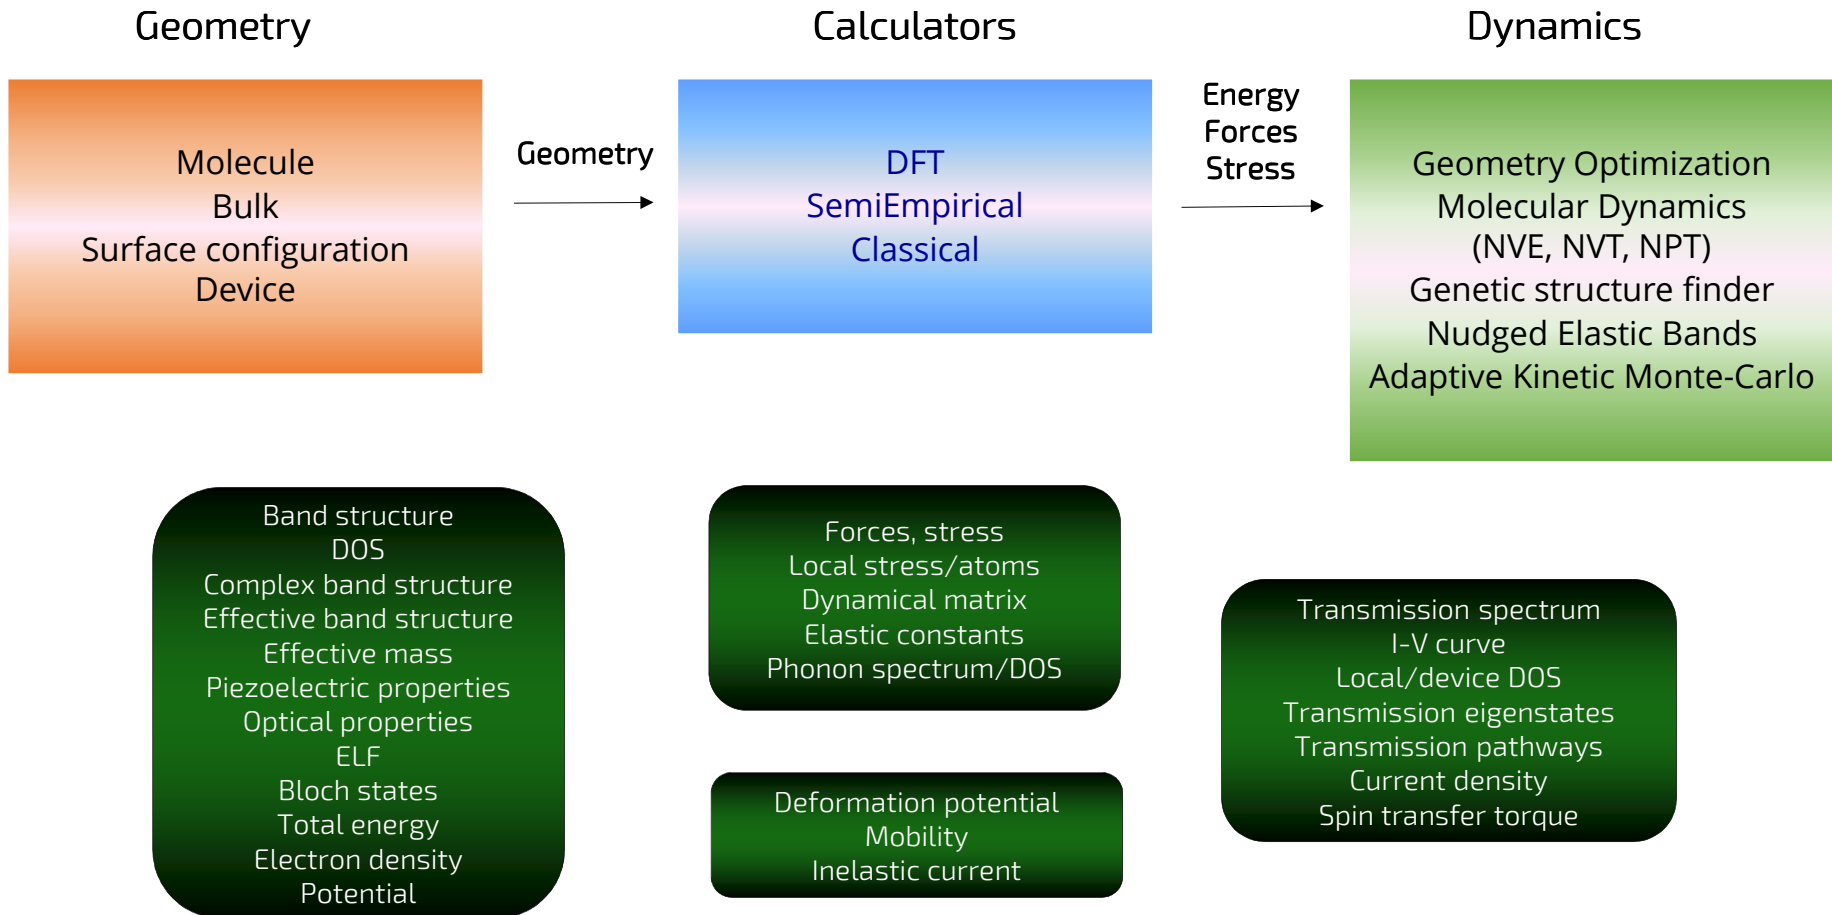 Geometry
Calculators
Dynamics
Molecule
Bulk
Surface configuration
Device
Geometry
DFT
SemiEmpirical
Classical
Energy
Forces
Stress
Geometry Optimization
Molecular Dynamics
(NVE, NVT, NPT)
Genetic structure finder
Nudged Elastic Bands
Adaptive Kinetic Monte-Carlo
Band structure
DOS
Complex band structure
Effective band structure
Effective mass
Piezoelectric properties
Optical properties
ELF
Bloch states
Total energy
Electron density
Potential
Forces, stress
Local stress/atoms
Dynamical matrix
Elastic constants
Phonon spectrum/DOS
Deformation potential
Mobility
Inelastic current
Transmission spectrum
I-V curve
Local/device DOS
Transmission eigenstates
Transmission pathways
Current density
Spin transfer torque